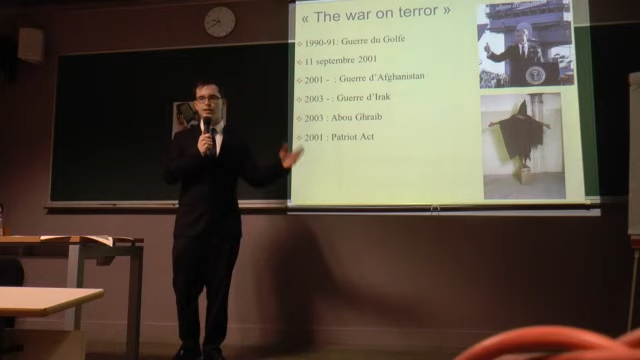 « The war on terror »
1990-91: Guerre du Golfe
11 septembre 2001
2001 - : Guerre d'Afghanistan
2003 - : Guerre d'Irak
2003 : Abou Ghraib
2001 : Patriot Act